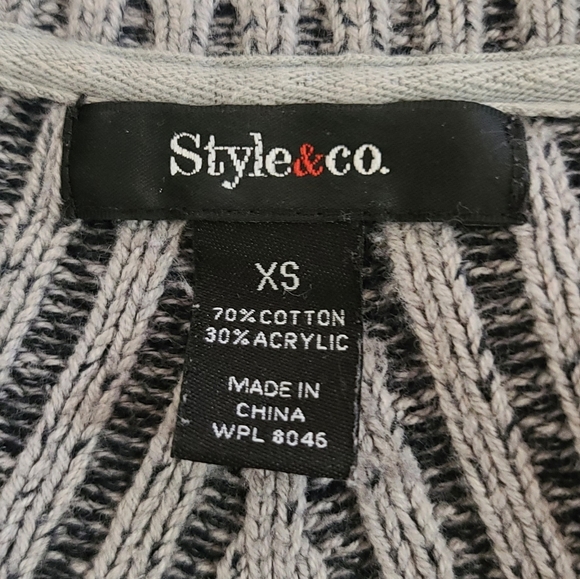 Style&co.
XS
70% COTTON
30% ACRYLIC
MADE IN
CHINA
WPL 8046